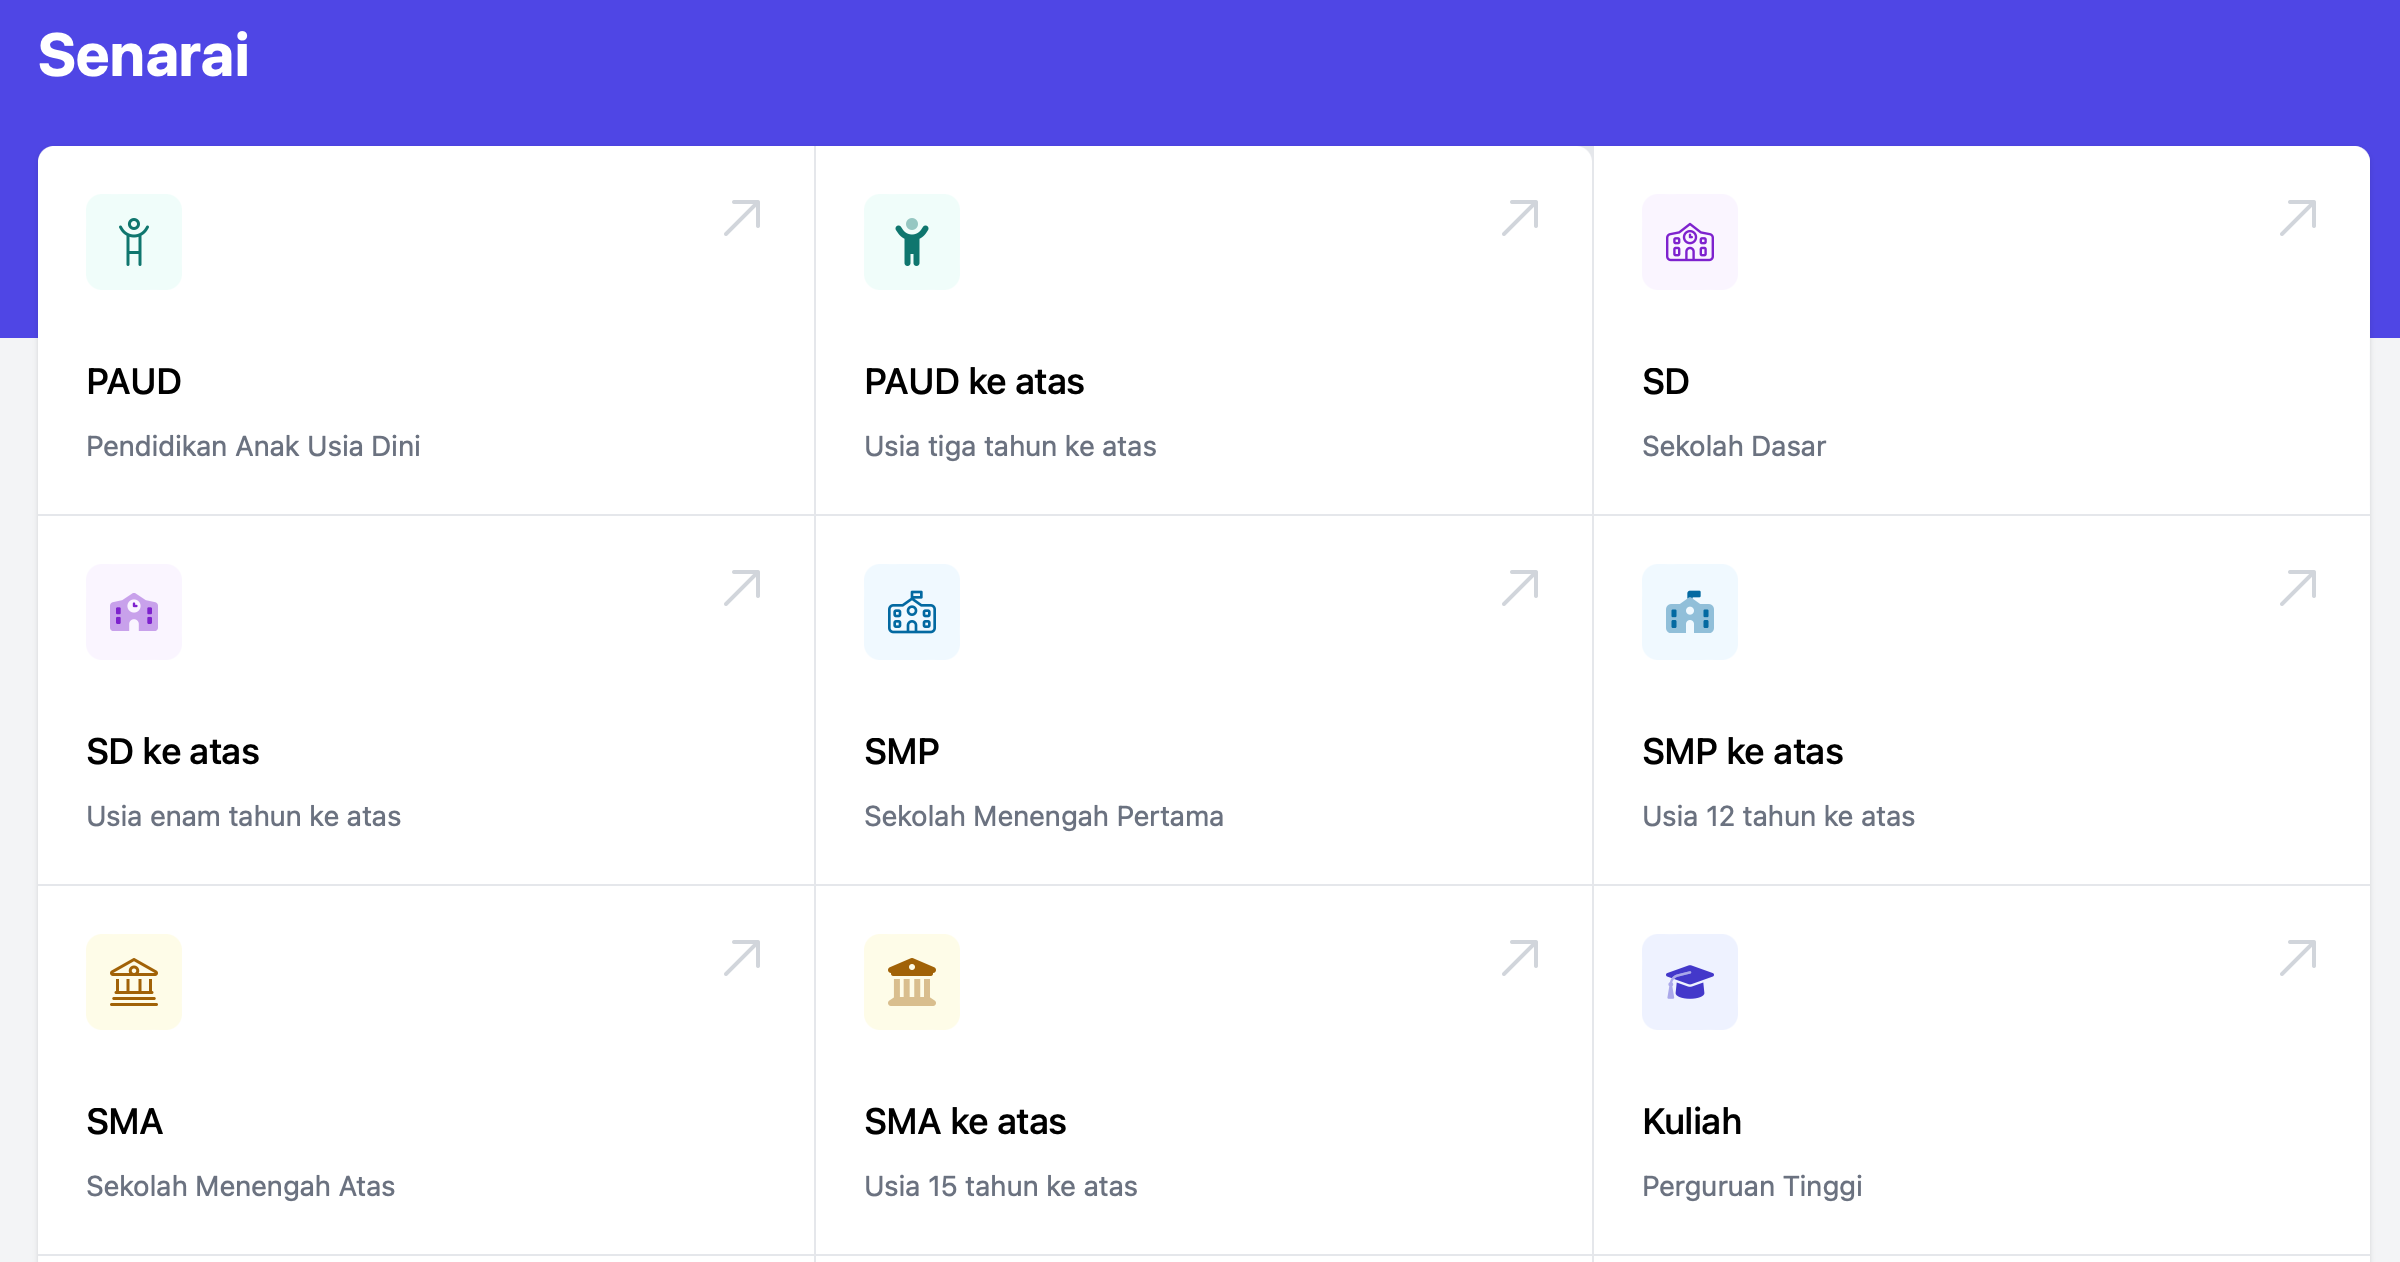 Senarai
PAUD
Pendidikan Anak Usia Dini
PAUD ke atas
Usia tiga tahun ke atas
SD
Sekolah Dasar
SD ke atas
Usia enam tahun ke atas
SMP
Sekolah Menengah Pertama
SMP ke atas
Usia 12 tahun ke atas
SMA
Sekolah Menengah Atas
SMA ke atas
Usia 15 tahun ke atas
Kuliah
Perguruan Tinggi